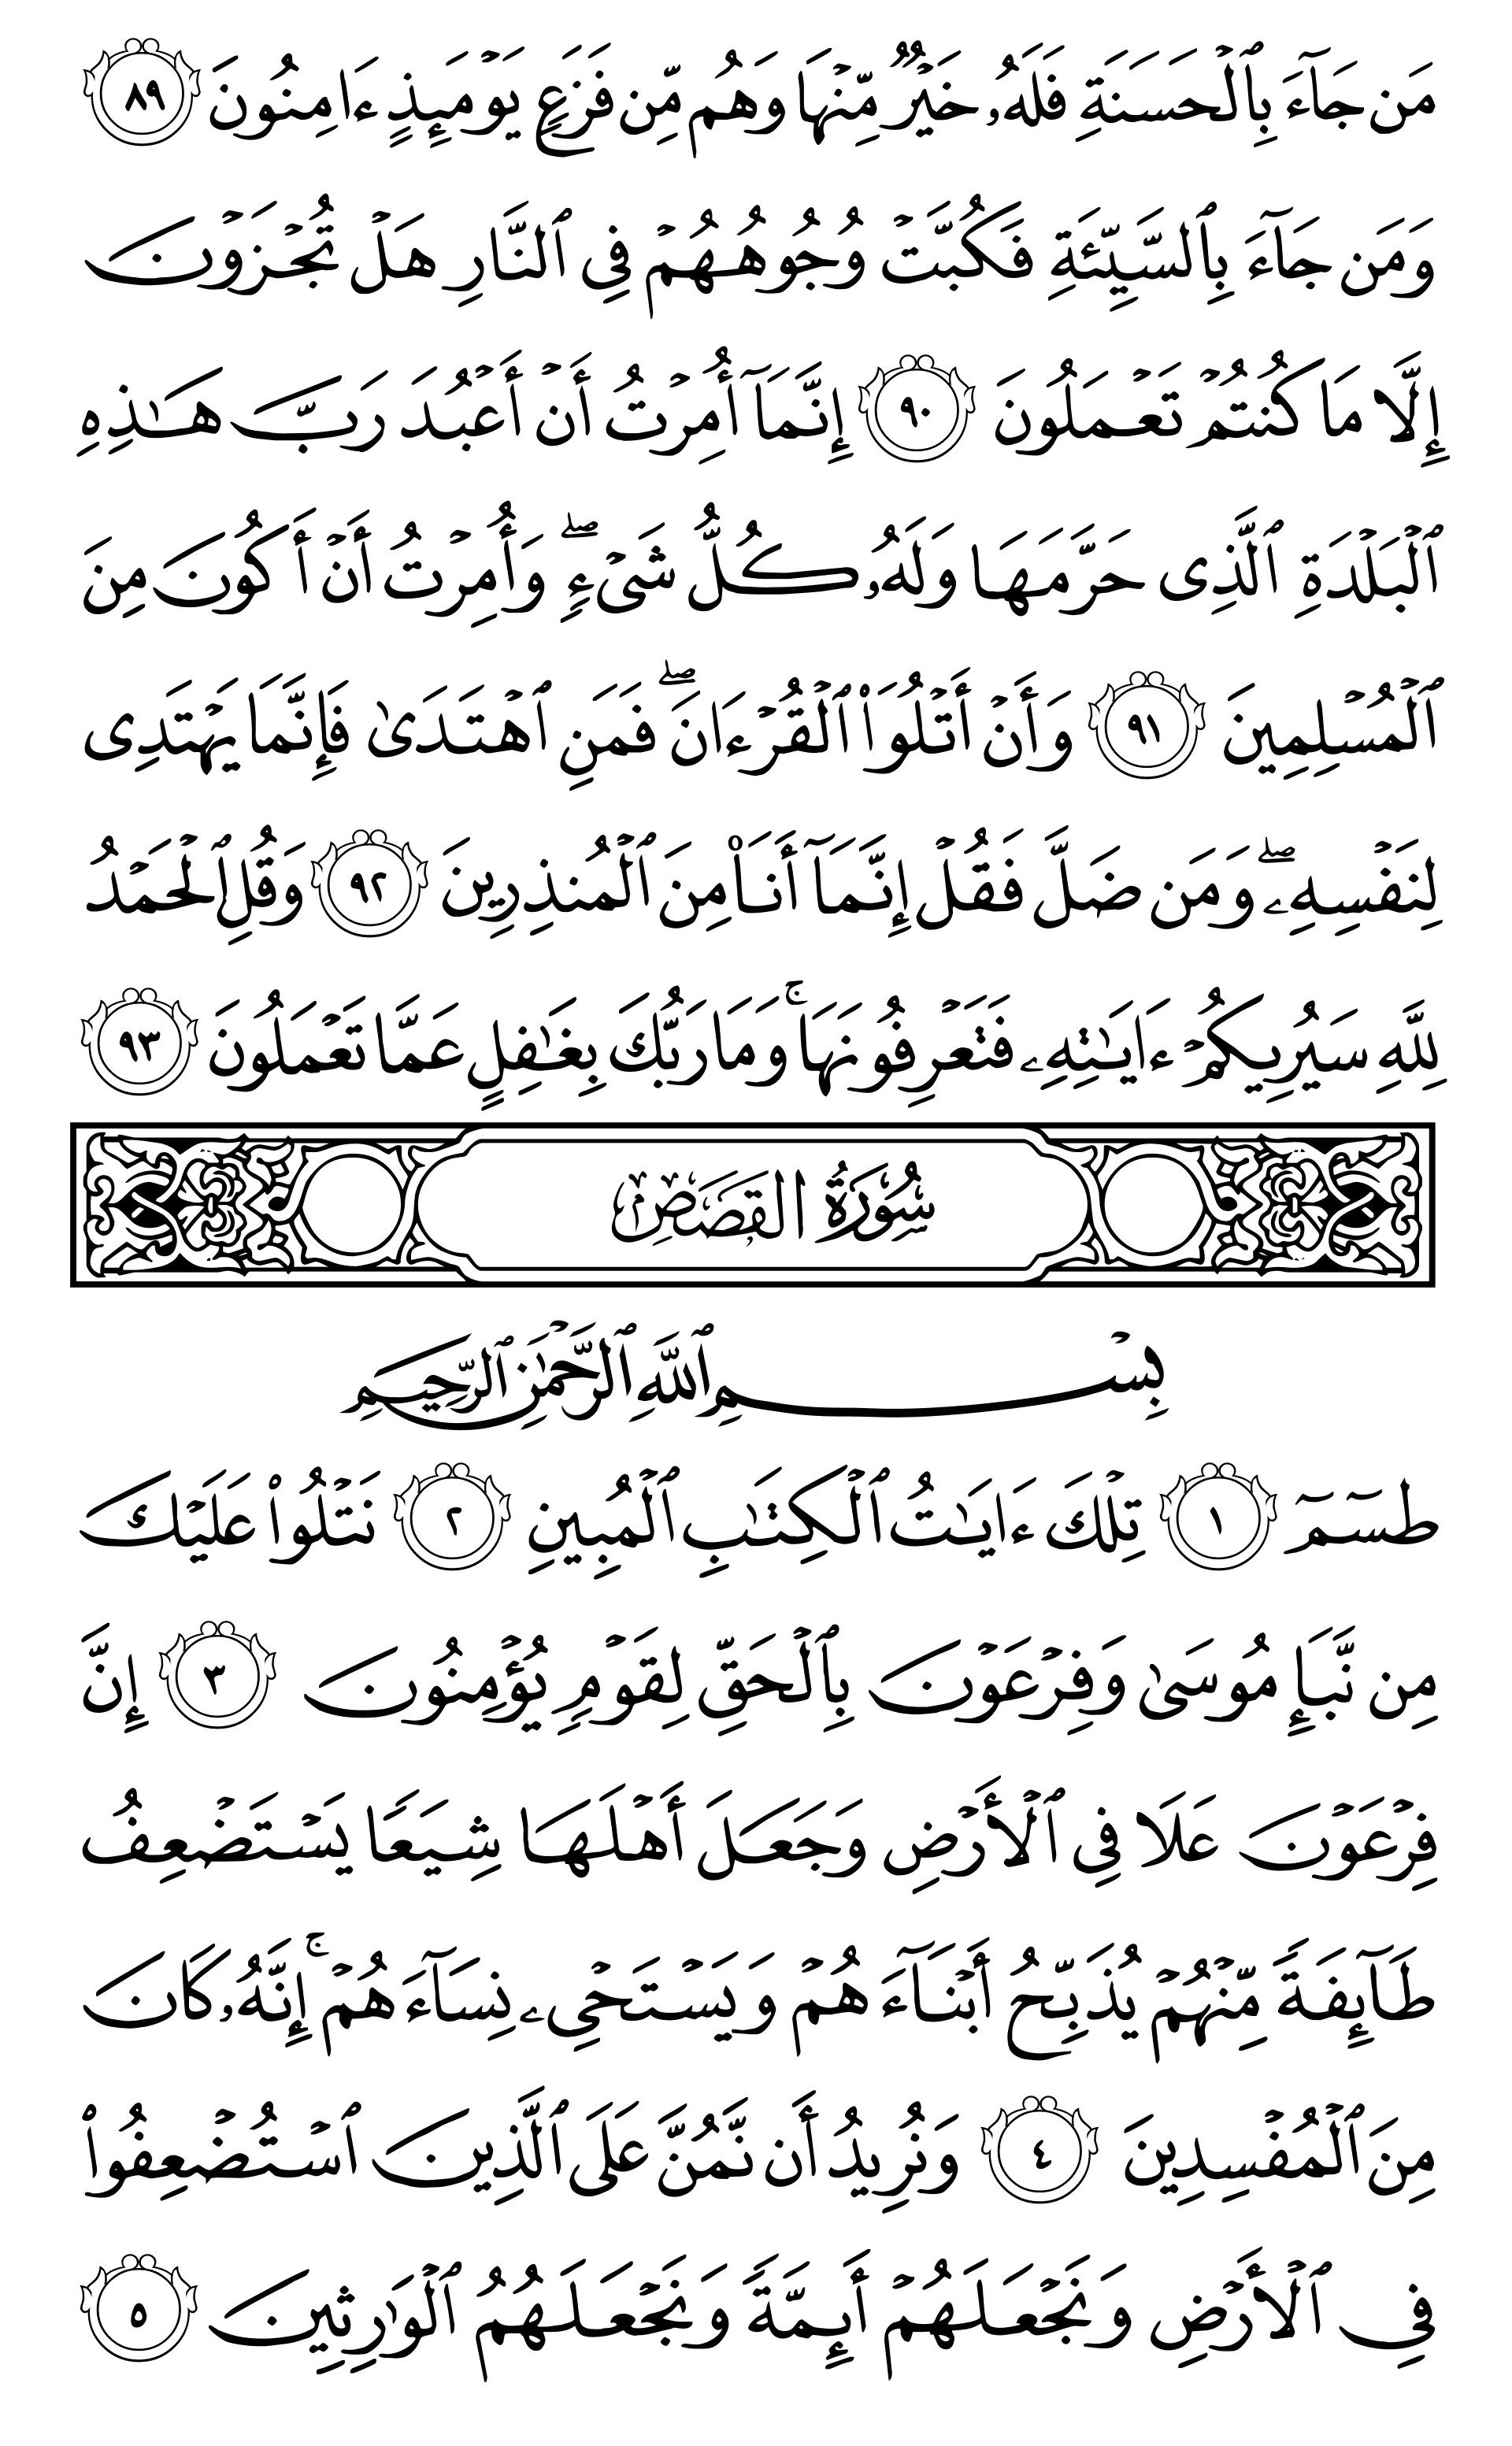 مَن جَآءَ بِٱلۡحَسَنَةِ فَلَهُۥ خَيۡرٞ مِّنۡهَا وَهُم مِّن فَزَعٖ يَوۡمَئِذٍ ءَامِنُونَ ٨٩
وَمَن جَآءَ بِٱلسَّيِّئَةِ فَكُبَّتۡ وُجُوهُهُمۡ فِي ٱلنَّارِ هَلۡ تُجۡزَوۡنَ
إِلَّا مَا كُنتُمۡ تَعۡمَلُونَ ٩٠ إِنَّمَآ أُمِرۡتُ أَنۡ أَعۡبُدَ رَبَّ هَٰذِهِ
ٱلۡبَلۡدَةِ ٱلَّذِي حَرَّمَهَا وَلَهُۥ كُلُّ شَيۡءٖۖ وَأُمِرۡتُ أَنۡ أَكُونَ مِنَ
ٱلۡمُسۡلِمِينَ ٩١ وَأَنۡ أَتۡلُوَاْ ٱلۡقُرۡءَانَۖ فَمَنِ ٱهۡتَدَىٰ فَإِنَّمَا يَهۡتَدِي
لِنَفۡسِهِۦۖ وَمَن ضَلَّ فَقُلۡ إِنَّمَآ أَنَا۠ مِنَ ٱلۡمُنذِرِينَ ٩٢ وَقُلِ ٱلۡحَمۡدُ
لِلَّهِ سَيُرِيكُمۡ ءَايَٰتِهِۦ فَتَعۡرِفُونَهَاۚ وَمَا رَبُّكَ بِغَٰفِلٍ عَمَّا تَعۡمَلُونَ ٩٣
سُورَةُ القَصَصِ
بِسۡمِ ٱللَّهِ ٱلرَّحۡمَٰنِ ٱلرَّحِيمِ
طسٓمٓ ١ تِلۡكَ ءَايَٰتُ ٱلۡكِتَٰبِ ٱلۡمُبِينِ ٢ نَتۡلُواْ عَلَيۡكَ
مِن نَّبَإِ مُوسَىٰ وَفِرۡعَوۡنَ بِٱلۡحَقِّ لِقَوۡمٖ يُؤۡمِنُونَ ٣ إِنَّ
فِرۡعَوۡنَ عَلَا فِي ٱلۡأَرۡضِ وَجَعَلَ أَهۡلَهَا شِيَعٗا يَسۡتَضۡعِفُ
طَآئِفَةٗ مِّنۡهُمۡ يُذَبِّحُ أَبۡنَآءَهُمۡ وَيَسۡتَحۡيِۦ نِسَآءَهُمۡۚ إِنَّهُۥ كَانَ
مِنَ ٱلۡمُفۡسِدِينَ ٤ وَنُرِيدُ أَن نَّمُنَّ عَلَى ٱلَّذِينَ ٱسۡتُضۡعِفُواْ
فِي ٱلۡأَرۡضِ وَنَجۡعَلَهُمۡ أَئِمَّةٗ وَنَجۡعَلَهُمُ ٱلۡوَٰرِثِينَ ٥